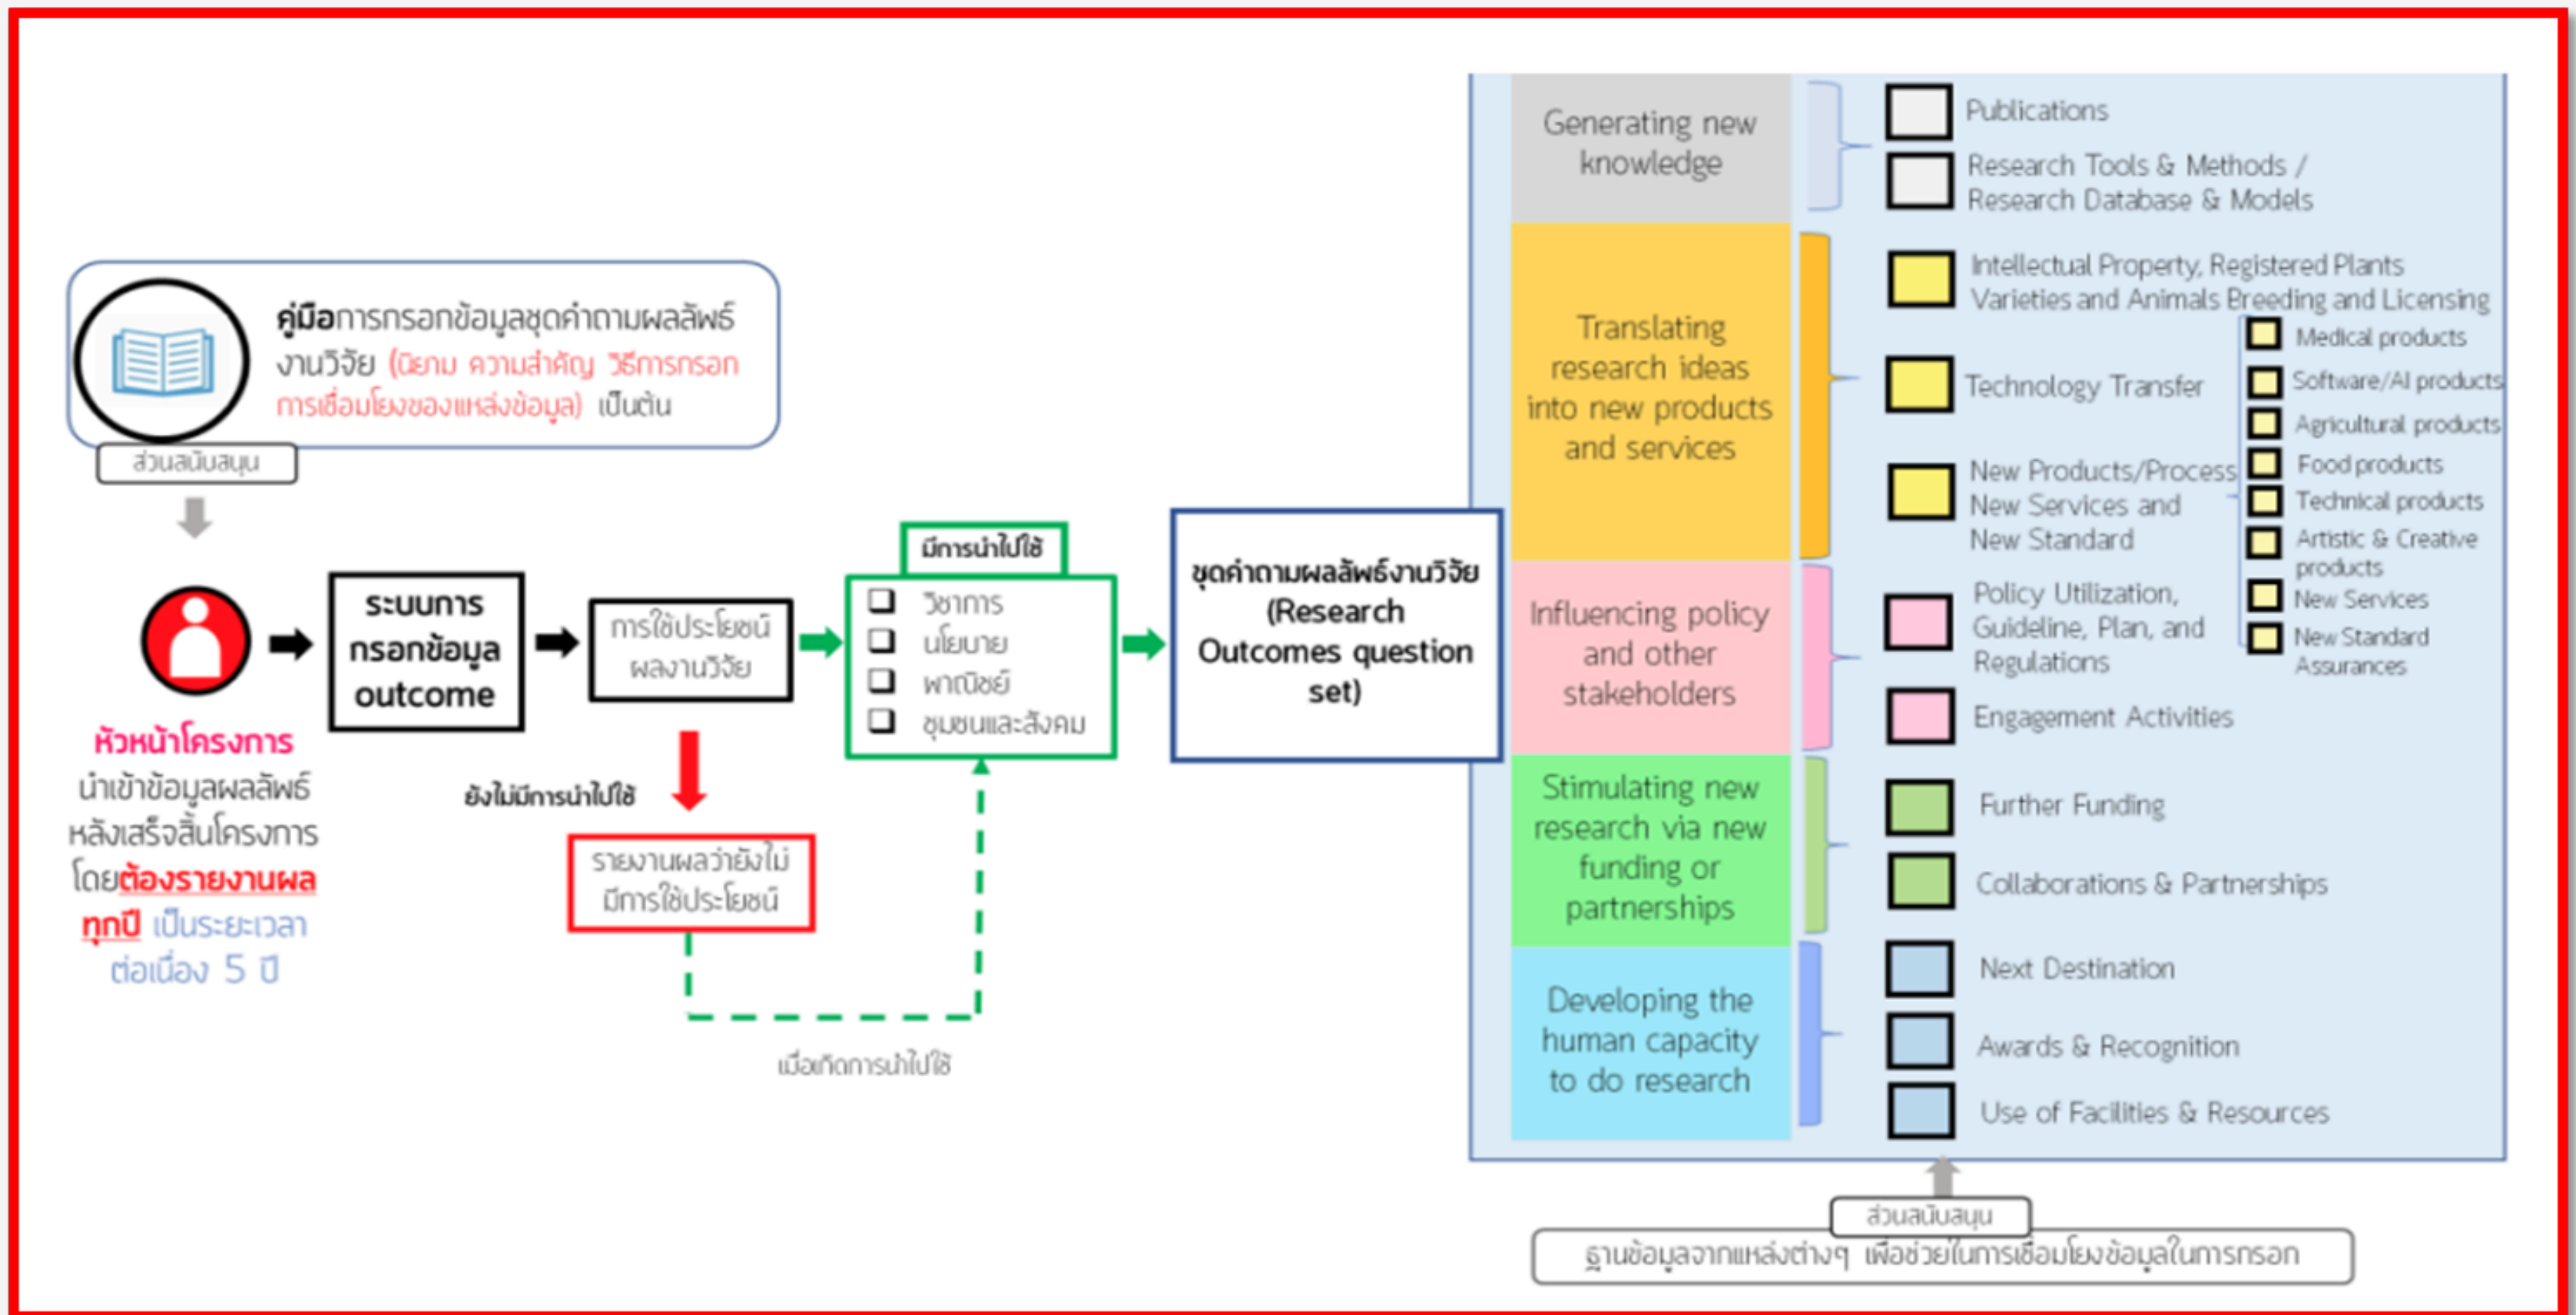 คู่มือการกรอกข้อมูลชุดคำถามผลลัพธ์
งานวิจัย (นิยาม ความสำคัญ วิธีการกรอก
การเชื่อมโยงของแหล่งข้อมูล) เป็นต้น
ส่วนสนับสนุน
หัวหน้าโครงการ
นำเข้าข้อมูลผลลัพธ์
หลังเสร็จสิ้นโครงการ
โดยต้องรายงานผล
ทุกปี เป็นระยะเวลา
ต่อเนื่อง 5 ปี
ระบบการ
กรอกข้อมูล
outcome
การใช้ประโยชน์
ผลงานวิจัย
ยังไม่มีการนำไปใช้
รายงานผลว่ายังไม่
มีการใช้ประโยชน์
เมื่อเกิดการนำไปใช้
มีการนำไปใช้
วิชาการ
นโยบาย
พาณิชย์
ชุมชนและสังคม
ชุดคำถามผลลัพธ์งานวิจัย
(Research
Outcomes question
set)
Generating new
knowledge
Publications
Research Tools & Methods /
Research Database & Models
Translating
research ideas
into new products
and services
Intellectual Property, Registered Plants
Varieties and Animals Breeding and Licensing
Technology Transfer
New Products/Process
New Services and
New Standard
Medical products
Software/AI products
Agricultural products
Food products
Technical products
Artistic & Creative
products
New Services
New Standard
Assurances
Influencing policy
and other
stakeholders
Policy Utilization,
Guideline, Plan, and
Regulations
Engagement Activities
Stimulating new
research via new
funding or
partnerships
Further Funding
Collaborations & Partnerships
Developing the
human capacity
to do research
Next Destination
Awards & Recognition
Use of Facilities & Resources
ส่วนสนับสนุน
ฐานข้อมูลจากแหล่งต่างๆ เพื่อช่วยในการเชื่อมโยงข้อมูลในการกรอก